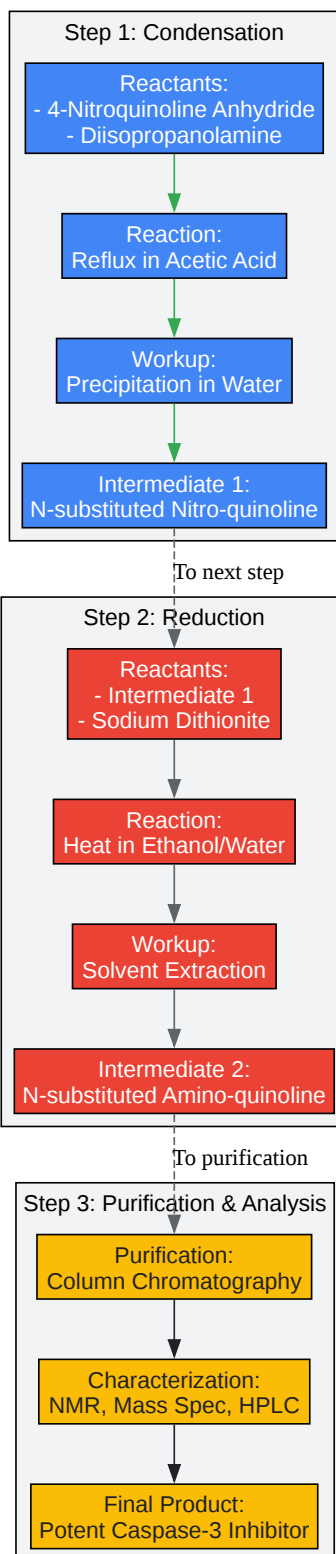 Step 1: Condensation
Reactants:
- 4-Nitroquinoline Anhydride
- Diisopropanolamine
Reaction:
Reflux in Acetic Acid
Workup:
Precipitation in Water
Intermediate 1:
N-substituted Nitro-quinoline
To next step
Step 2: Reduction
Reactants:
- Intermediate 1
- Sodium Dithionite
Reaction:
Heat in Ethanol/Water
Workup:
Solvent Extraction
Intermediate 2:
N-substituted Amino-quinoline
To purification
Step 3: Purification & Analysis
Purification:
Column Chromatography
Characterization:
NMR, Mass Spec, HPLC
Final Product:
Potent Caspase-3 Inhibitor